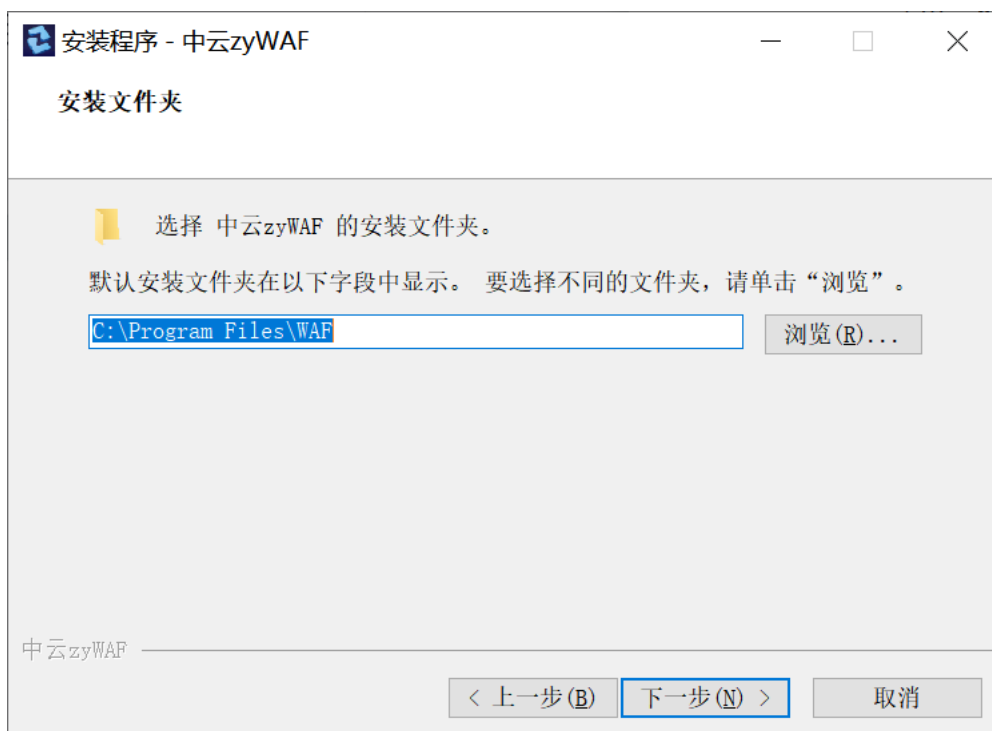 安装程序 - 中云zyWAF
安装文件夹
选择 中云zyWAF 的安装文件夹。
默认安装文件夹在以下字段中显示。 要选择不同的文件夹，请单击“浏览”。
C:\Program Files\WAF
浏览(R)...
中云zyWAF
< 上一步(B)
下一步(N) >
取消